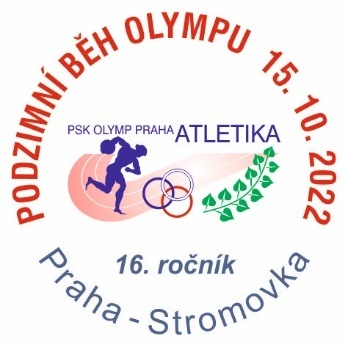 PODZIMNÍ BĚH OLYMPU 15.10.2022
PSK OLYMP PRAHA ATLETIKA
16. ročník
Praha - Stromovka